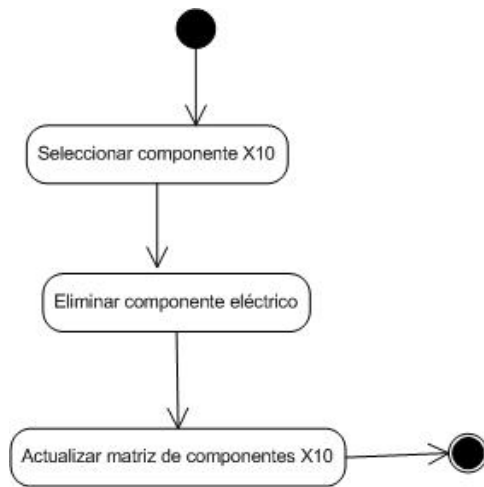 Seleccionar componente X10
Eliminar componente eléctrico
Actualizar matriz de componentes X10